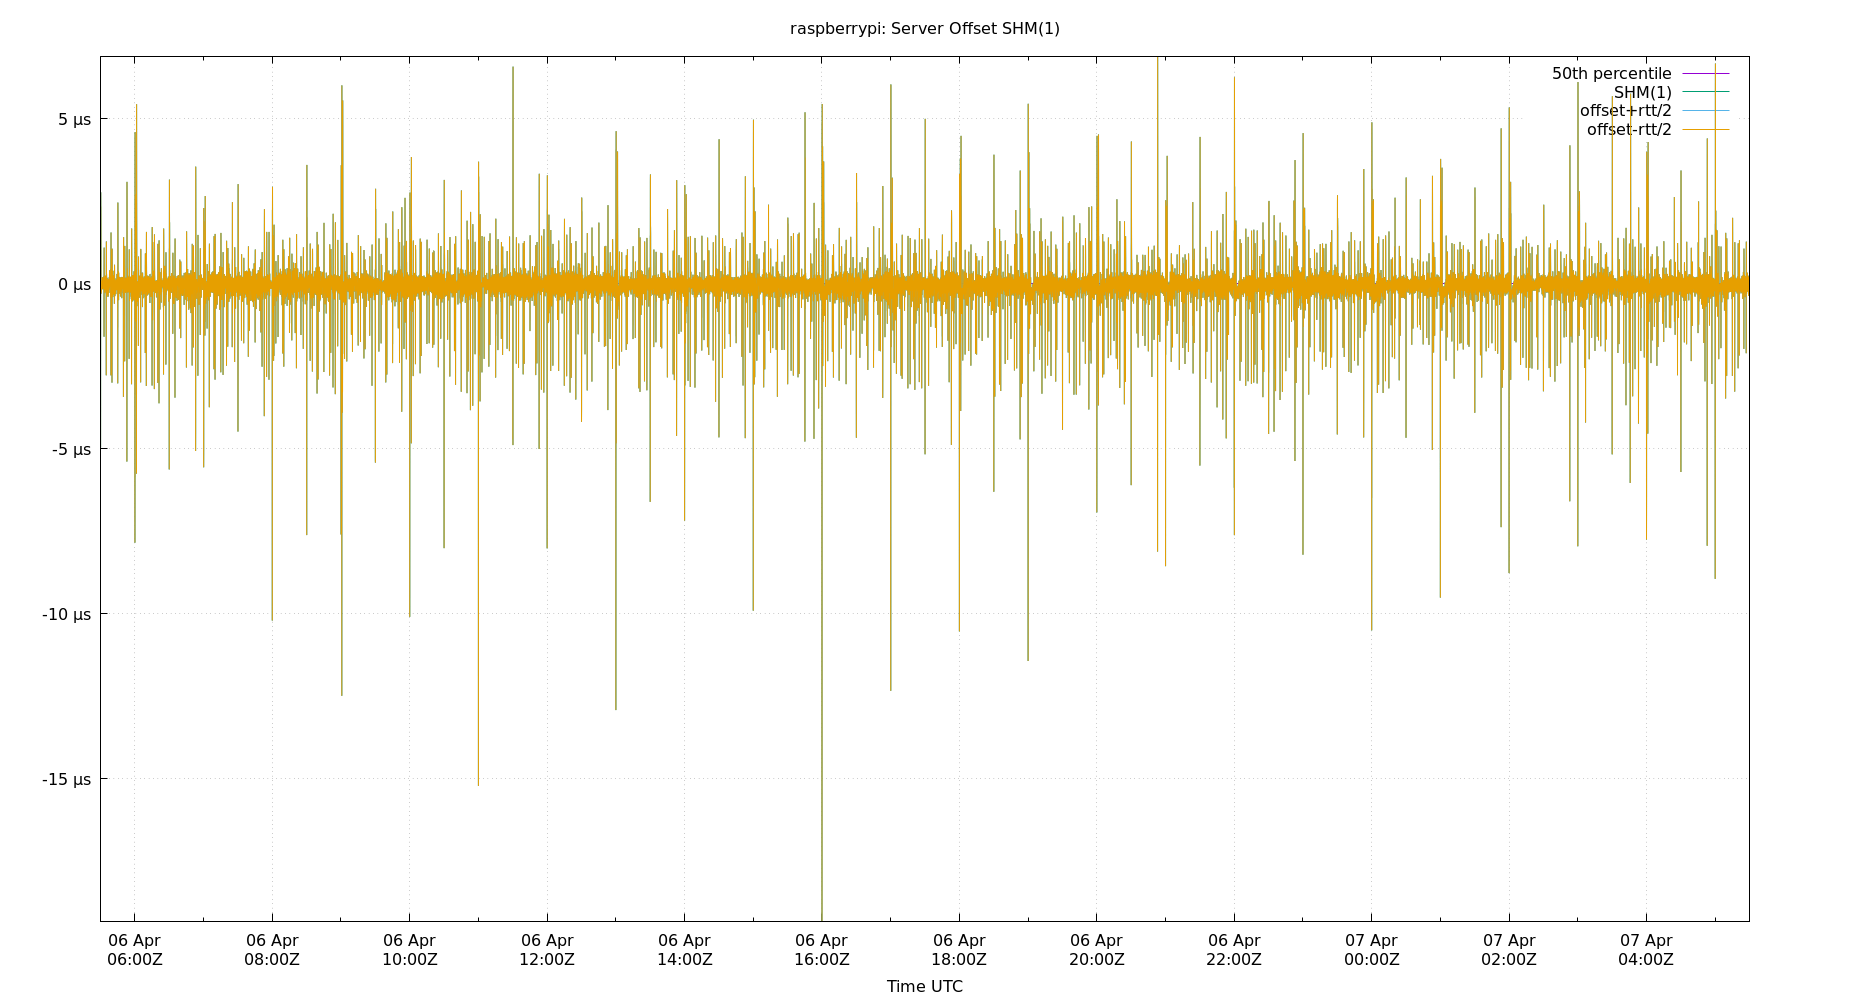 raspberrypi: Server Offset SHM(1)
50th percentile
SHM(1)
offset+rtt/2
offset-rtt/2
5 µs
0 µs
-5 µs
-10 µs
-15 µs
06 Apr 06 Apr 06 Apr 06 Apr 06 Apr 06 Apr 06 Apr 06 Apr 06 Apr 07 Apr 07 Apr 07 Apr
06:00Z 08:00Z 10:00Z 12:00Z 14:00Z 16:00Z 18:00Z 20:00Z 22:00Z 00:00Z 02:00Z 04:00Z
Time UTC